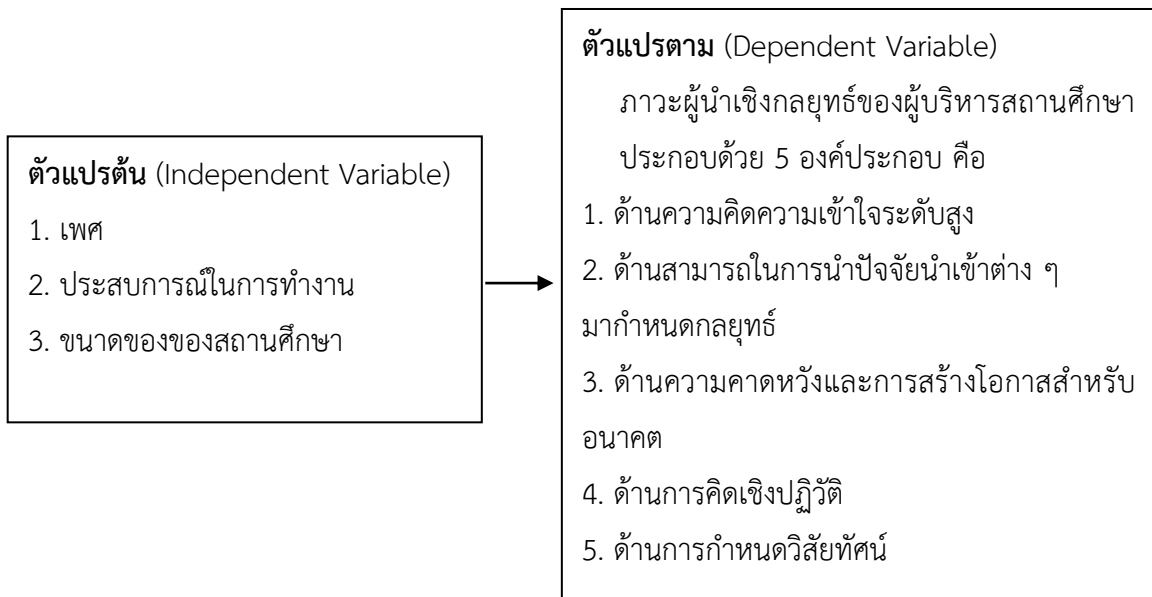 ตัวแปรต้น (Independent Variable)
1. เพศ
2. ประสบการณ์ในการทำงาน
3. ขนาดของของสถานศึกษา
ตัวแปรตาม (Dependent Variable)
ภาวะผู้นำเชิงกลยุทธ์ของผู้บริหารสถานศึกษา
ประกอบด้วย 5 องค์ประกอบ คือ
1. ด้านความคิดความเข้าใจระดับสูง
2. ด้านสามารถในการนำปัจจัยนำเข้าต่าง ๆ
มากำหนดกลยุทธ์
3. ด้านความคาดหวังและการสร้างโอกาสสำหรับ
อนาคต
4. ด้านการคิดเชิงปฏิวัติ
5. ด้านการกำหนดวิสัยทัศน์